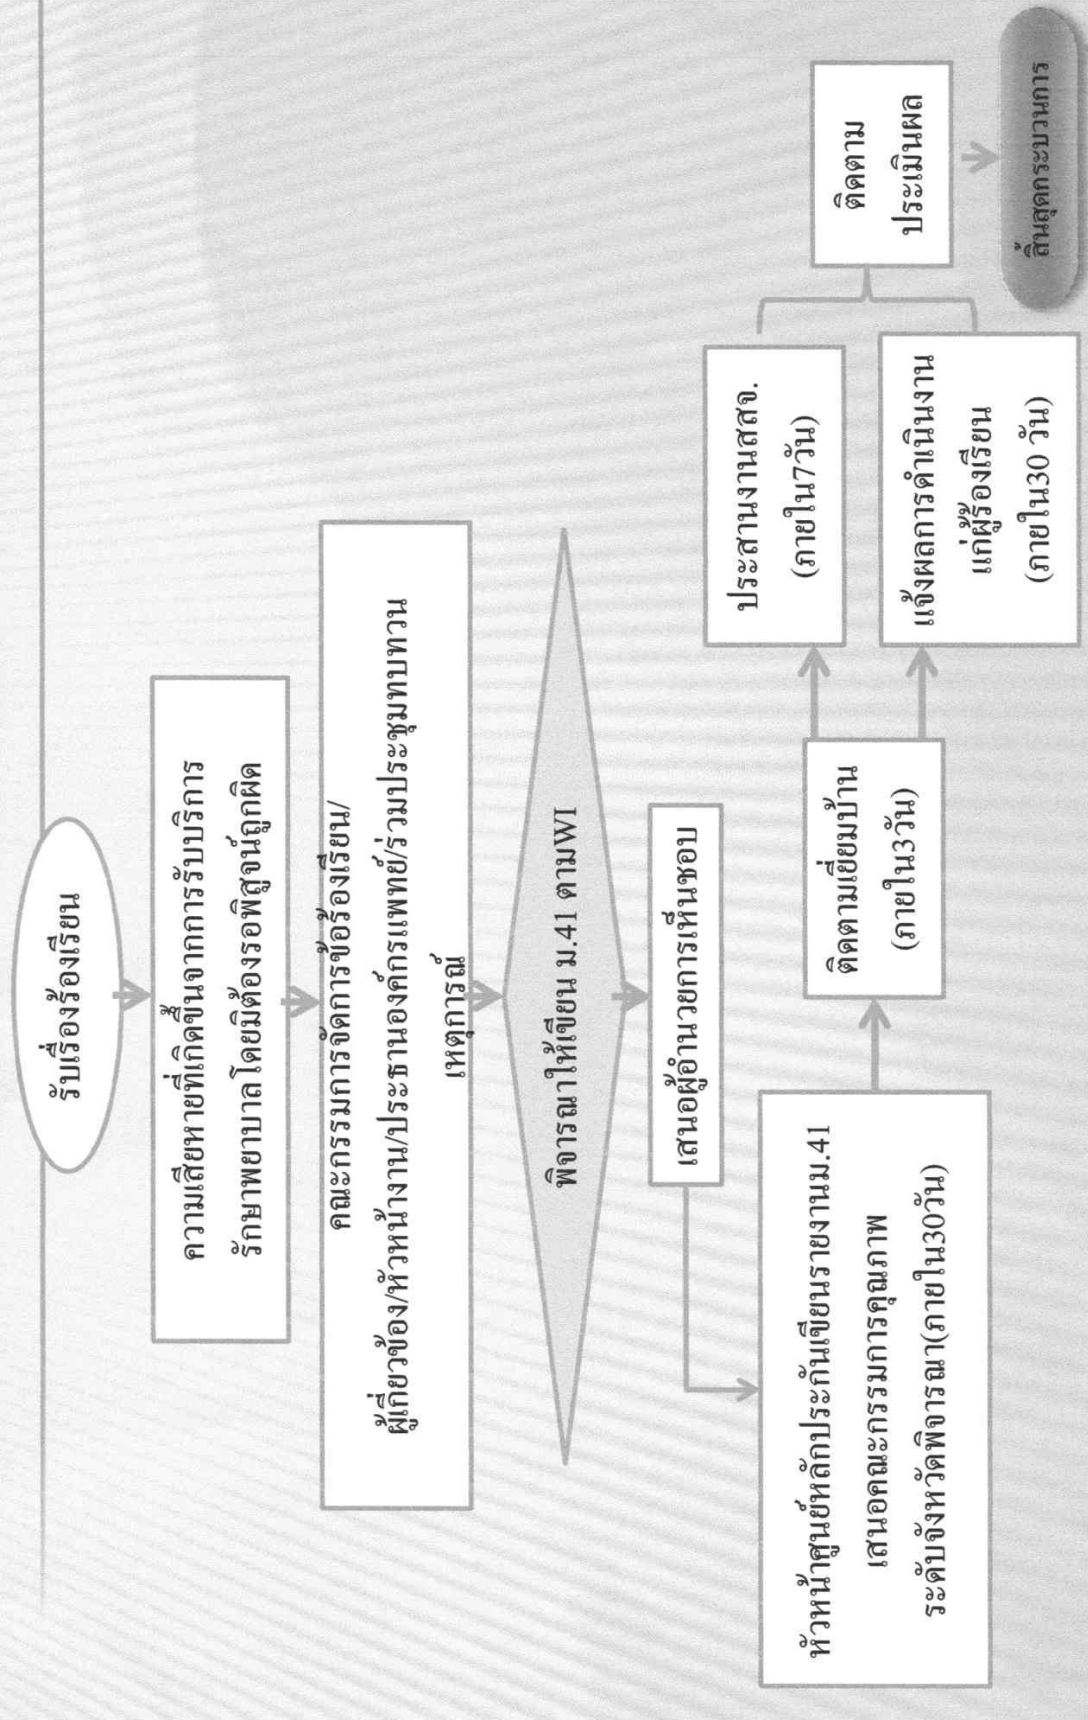 รับเรื่องร้องเรียน
ความเสียหายที่เกิดขึ้นจากการรับบริการ
รักษาพยาบาลโดยมิต้องรอพิสูจน์ถูกผิด
คณะกรรมการจัดการข้อร้องเรียน/
ผู้เกี่ยวข้อง/หัวหน้างาน/ประธานองค์กรแพทย์/ร่วมประชุมทบทวน
เหตุการณ์
พิจารณาให้เขียน ม.41 ตามWI
เสนอผู้อำนวยการเห็นชอบ
หัวหน้าศูนย์หลักประกันเขียนรายงานม.41
เสนอคณะกรรมการคุณภาพ
ระดับจังหวัดพิจารณา(ภายใน30วัน)
ติดตามเยี่ยมบ้าน
(ภายใน3วัน)
ประสานงานสสจ.
(ภายใน7วัน)
แจ้งผลการดำเนินงาน
แก่ผู้ร้องเรียน
(ภายใน30 วัน)
ติดตาม
ประเมินผล
สิ้นสุดกระบวนการ